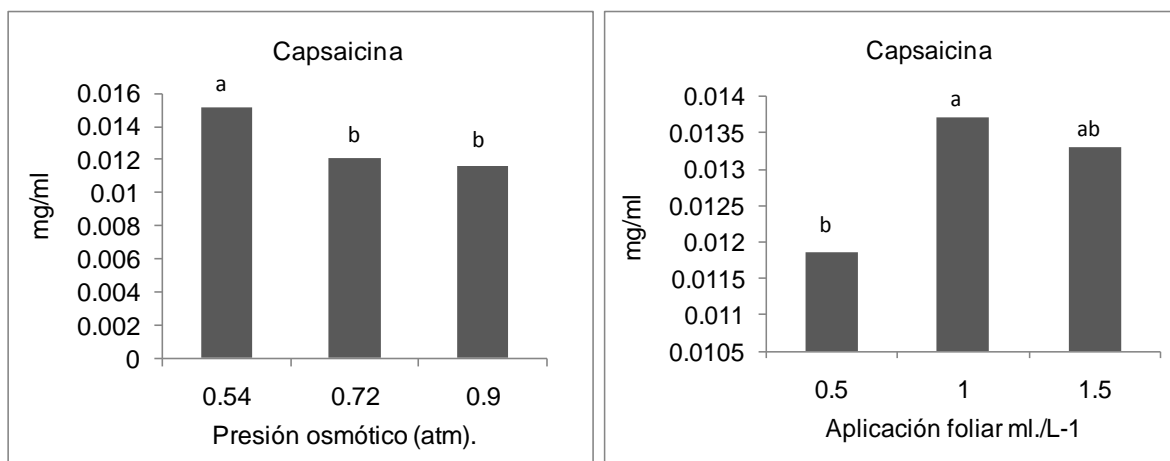 Capsaicina
0.016
0.014
0.012
0.01
0.008
0.006
0.004
0.002
0
mg/ml
a
b
b
0.54 0.72 0.9
Presión osmótico (atm).
Capsaicina
0.014
0.0135
0.013
0.0125
0.012
0.0115
0.011
0.0105
mg/ml
b
a
ab
0.5 1 1.5
Aplicación foliar ml./L-1